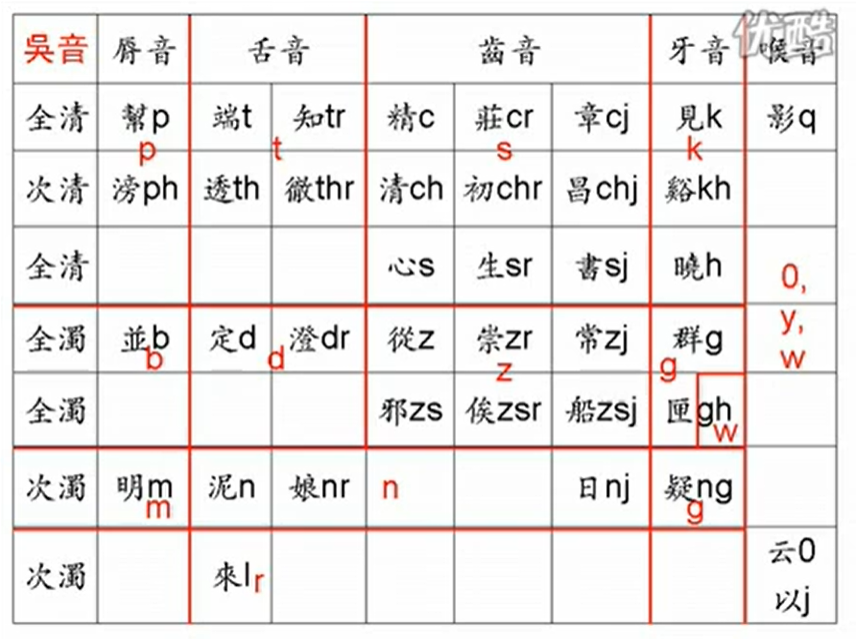 吳音 脣音 舌音 齒音 牙音 喉音
优酷
全清 幫p 端t 知tr 精c 莊cr 章cj 見k 影q
p t s k
次清 滂ph 透th 徹thr 清ch 初chr 昌chj 谿kh
全清 心s 生sr 書sj 曉h
0,
y,
w
全濁 並b 定d 澄dr 從z 崇zr 常zj 群g
b d z g
全濁 邪zs 俟zsr 船zsj 匣gh
w
次濁 明m 泥n 娘nr n 日nj 疑ng
m g
次濁 來l r 云0
以j